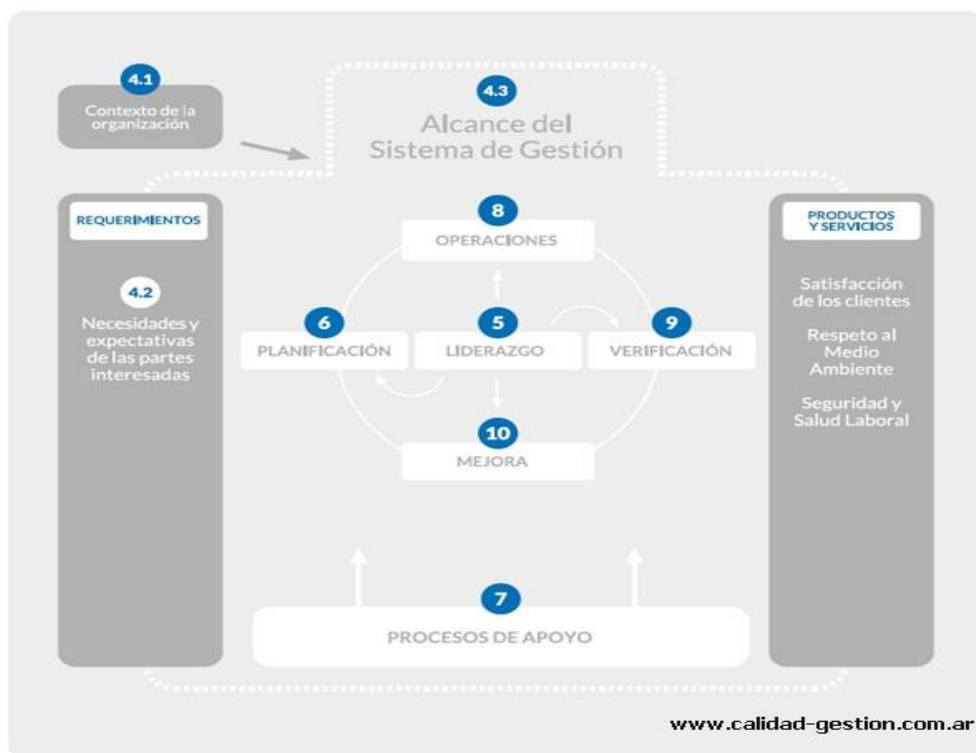 4.1
Contexto de la
organización
4.3
Alcance del
Sistema de Gestión
REQUERIMIENTOS
4.2
Necesidades y
expectativas
de las partes
interesadas
8
OPERACIONES
6
PLANIFICACIÓN
5
LIDERAZGO
9
VERIFICACIÓN
10
MEJORA
7
PROCESOS DE APOYO
PRODUCTOS
Y SERVICIOS
Satisfacción
de los clientes
Respeto al
Medio
Ambiente
Seguridad y
Salud Laboral
www.calidad-gestion.com.ar